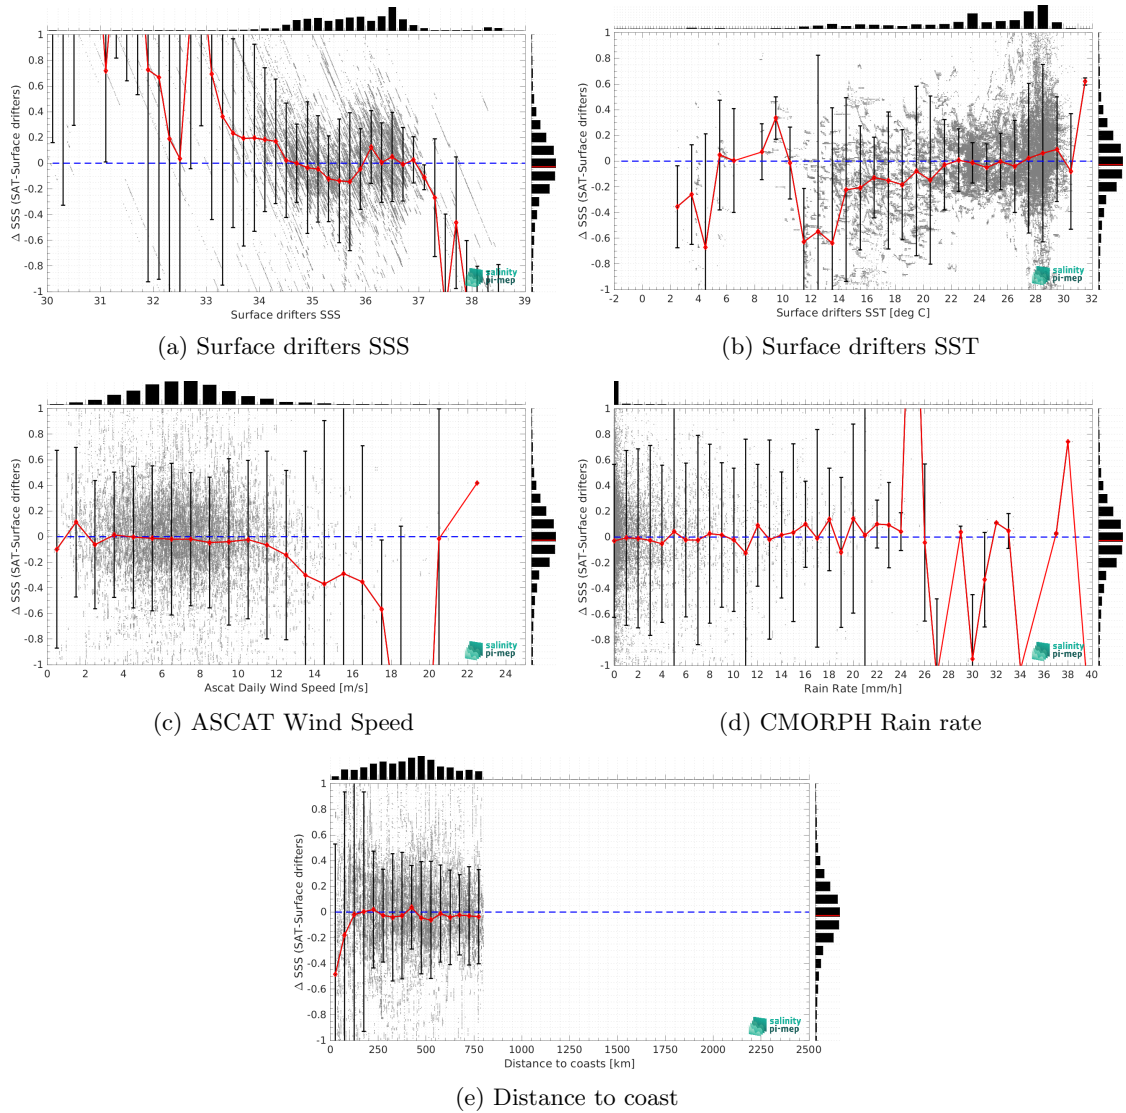 1
0.8
0.6
0.4
0.2
0
-0.2
-0.4
-0.6
-0.8
-1
Δ SSS (SAT-Surface drifters)
30 31 32 33 34 35 36 37 38 39
Surface drifters SSS
salinity
pi-mep
(a) Surface drifters SSS
1
0.8
0.6
0.4
0.2
0
-0.2
-0.4
-0.6
-0.8
-1
Δ SSS (SAT-Surface drifters)
-2 0 2 4 6 8 10 12 14 16 18 20 22 24 26 28 30 32
Surface drifters SST [deg C]
salinity
pi-mep
(b) Surface drifters SST
1
0.8
0.6
0.4
0.2
0
-0.2
-0.4
-0.6
-0.8
-1
Δ SSS (SAT-Surface drifters)
0 2 4 6 8 10 12 14 16 18 20 22 24
Ascat Daily Wind Speed [m/s]
salinity
pi-mep
(c) ASCAT Wind Speed
1
0.8
0.6
0.4
0.2
0
-0.2
-0.4
-0.6
-0.8
-1
Δ SSS (SAT-Surface drifters)
0 2 4 6 8 10 12 14 16 18 20 22 24 26 28 30 32 34 36 38 40
Rain Rate [mm/h]
salinity
pi-mep
(d) CMORPH Rain rate
1
0.8
0.6
0.4
0.2
0
-0.2
-0.4
-0.6
-0.8
-1
Δ SSS (SAT-Surface drifters)
0 250 500 750 1000 1250 1500 1750 2000 2250 2500
Distance to coasts [km]
salinity
pi-mep
(e) Distance to coast